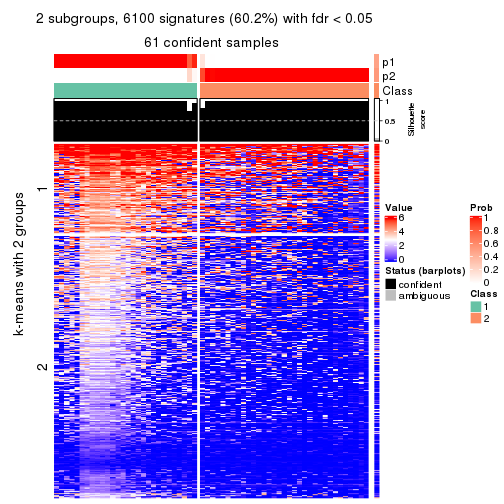 2 subgroups, 6100 signatures (60.2%) with fdr < 0.05
61 confident samples
p1
p2
Class
1
0.5
0
Silhouette
score
k-means with 2 groups
1
2
Value
6
4
2
0
Status (barplots)
confident
ambiguous
Prob
1
0.8
0.6
0.4
0.2
0
Class
1
2